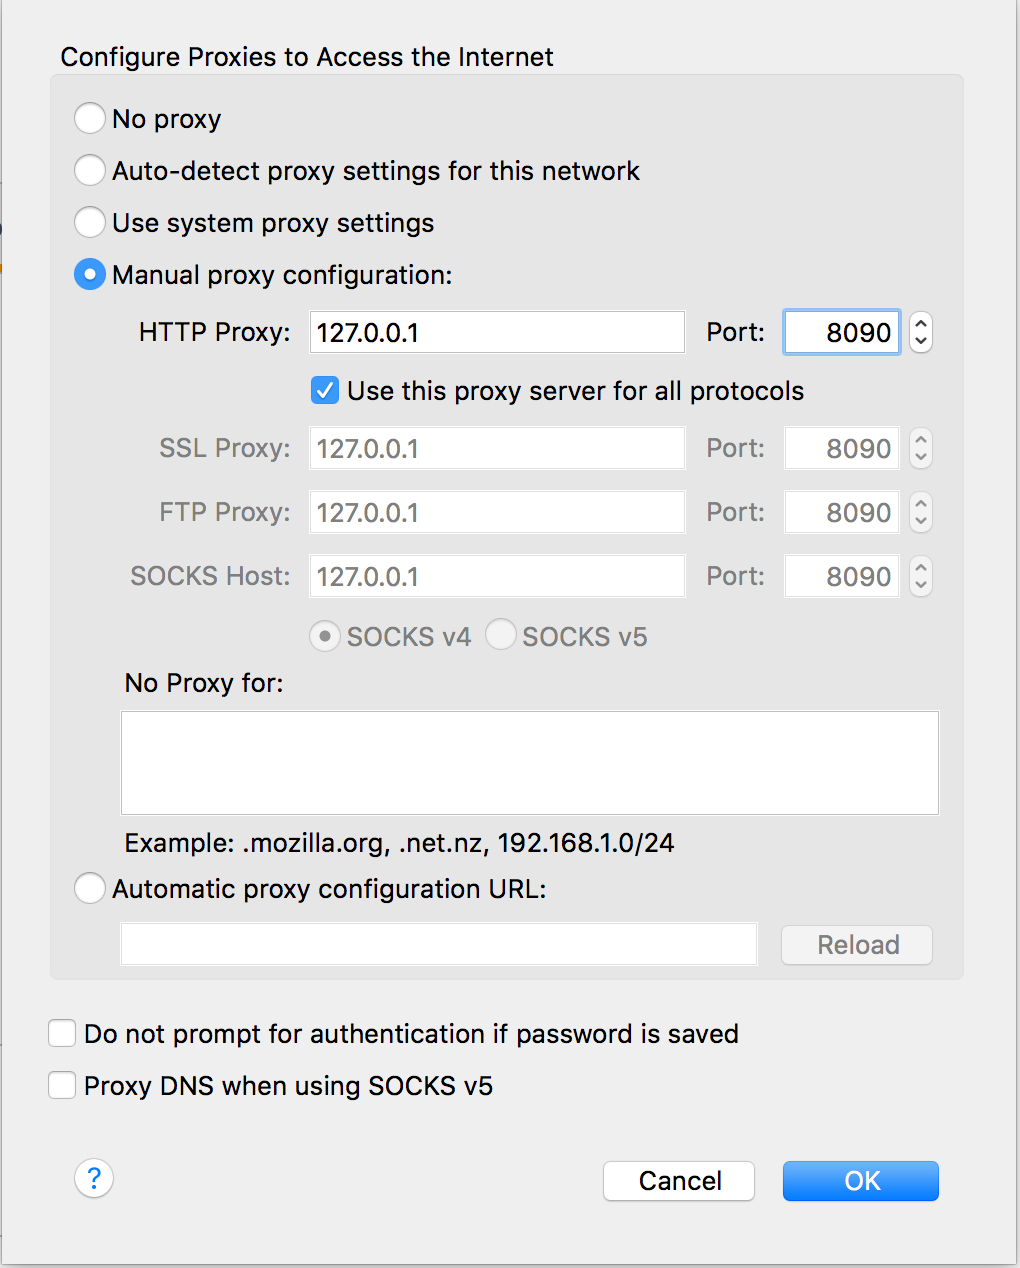 Configure Proxies to Access the Internet
No proxy
Auto-detect proxy settings for this network
Use system proxy settings
Manual proxy configuration:
HTTP Proxy: 127.0.0.1 Port: 8090
Use this proxy server for all protocols
SSL Proxy: 127.0.0.1 Port: 8090
FTP Proxy: 127.0.0.1 Port: 8090
SOCKS Host: 127.0.0.1 Port: 8090
SOCKS v4 SOCKS v5
No Proxy for:
Example: .mozilla.org, .net.nz, 192.168.1.0/24
Automatic proxy configuration URL:
Reload
Do not prompt for authentication if password is saved
Proxy DNS when using SOCKS v5
? Cancel OK